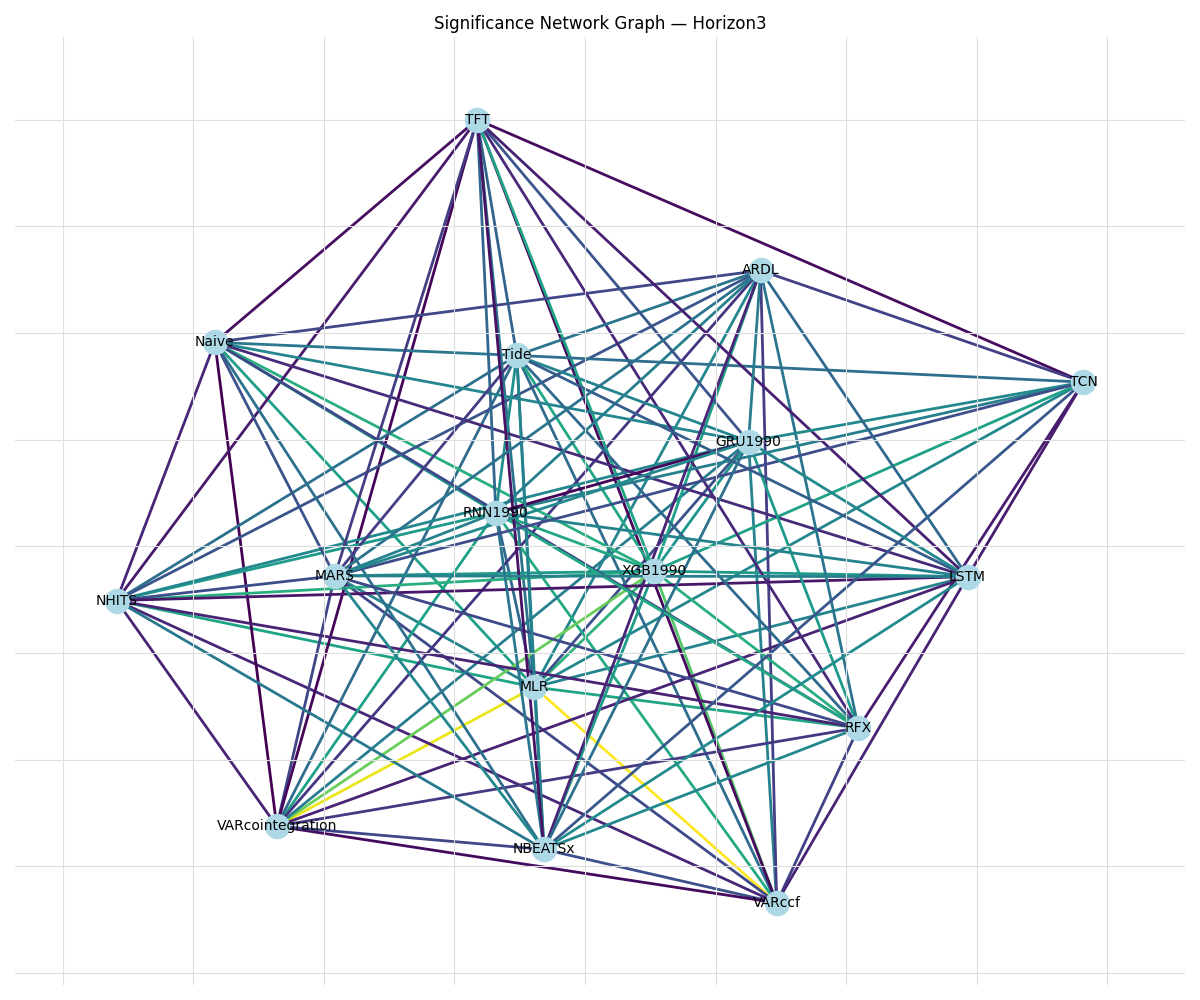 Significance Network Graph — Horizon3
TFT
ARDL
Naive
Tide
TCN
GRU1990
RNN1990
XGB1990
MARS
LSTM
NHITS
MLR
RFX
VARcointegration
NBEATSx
VARccf